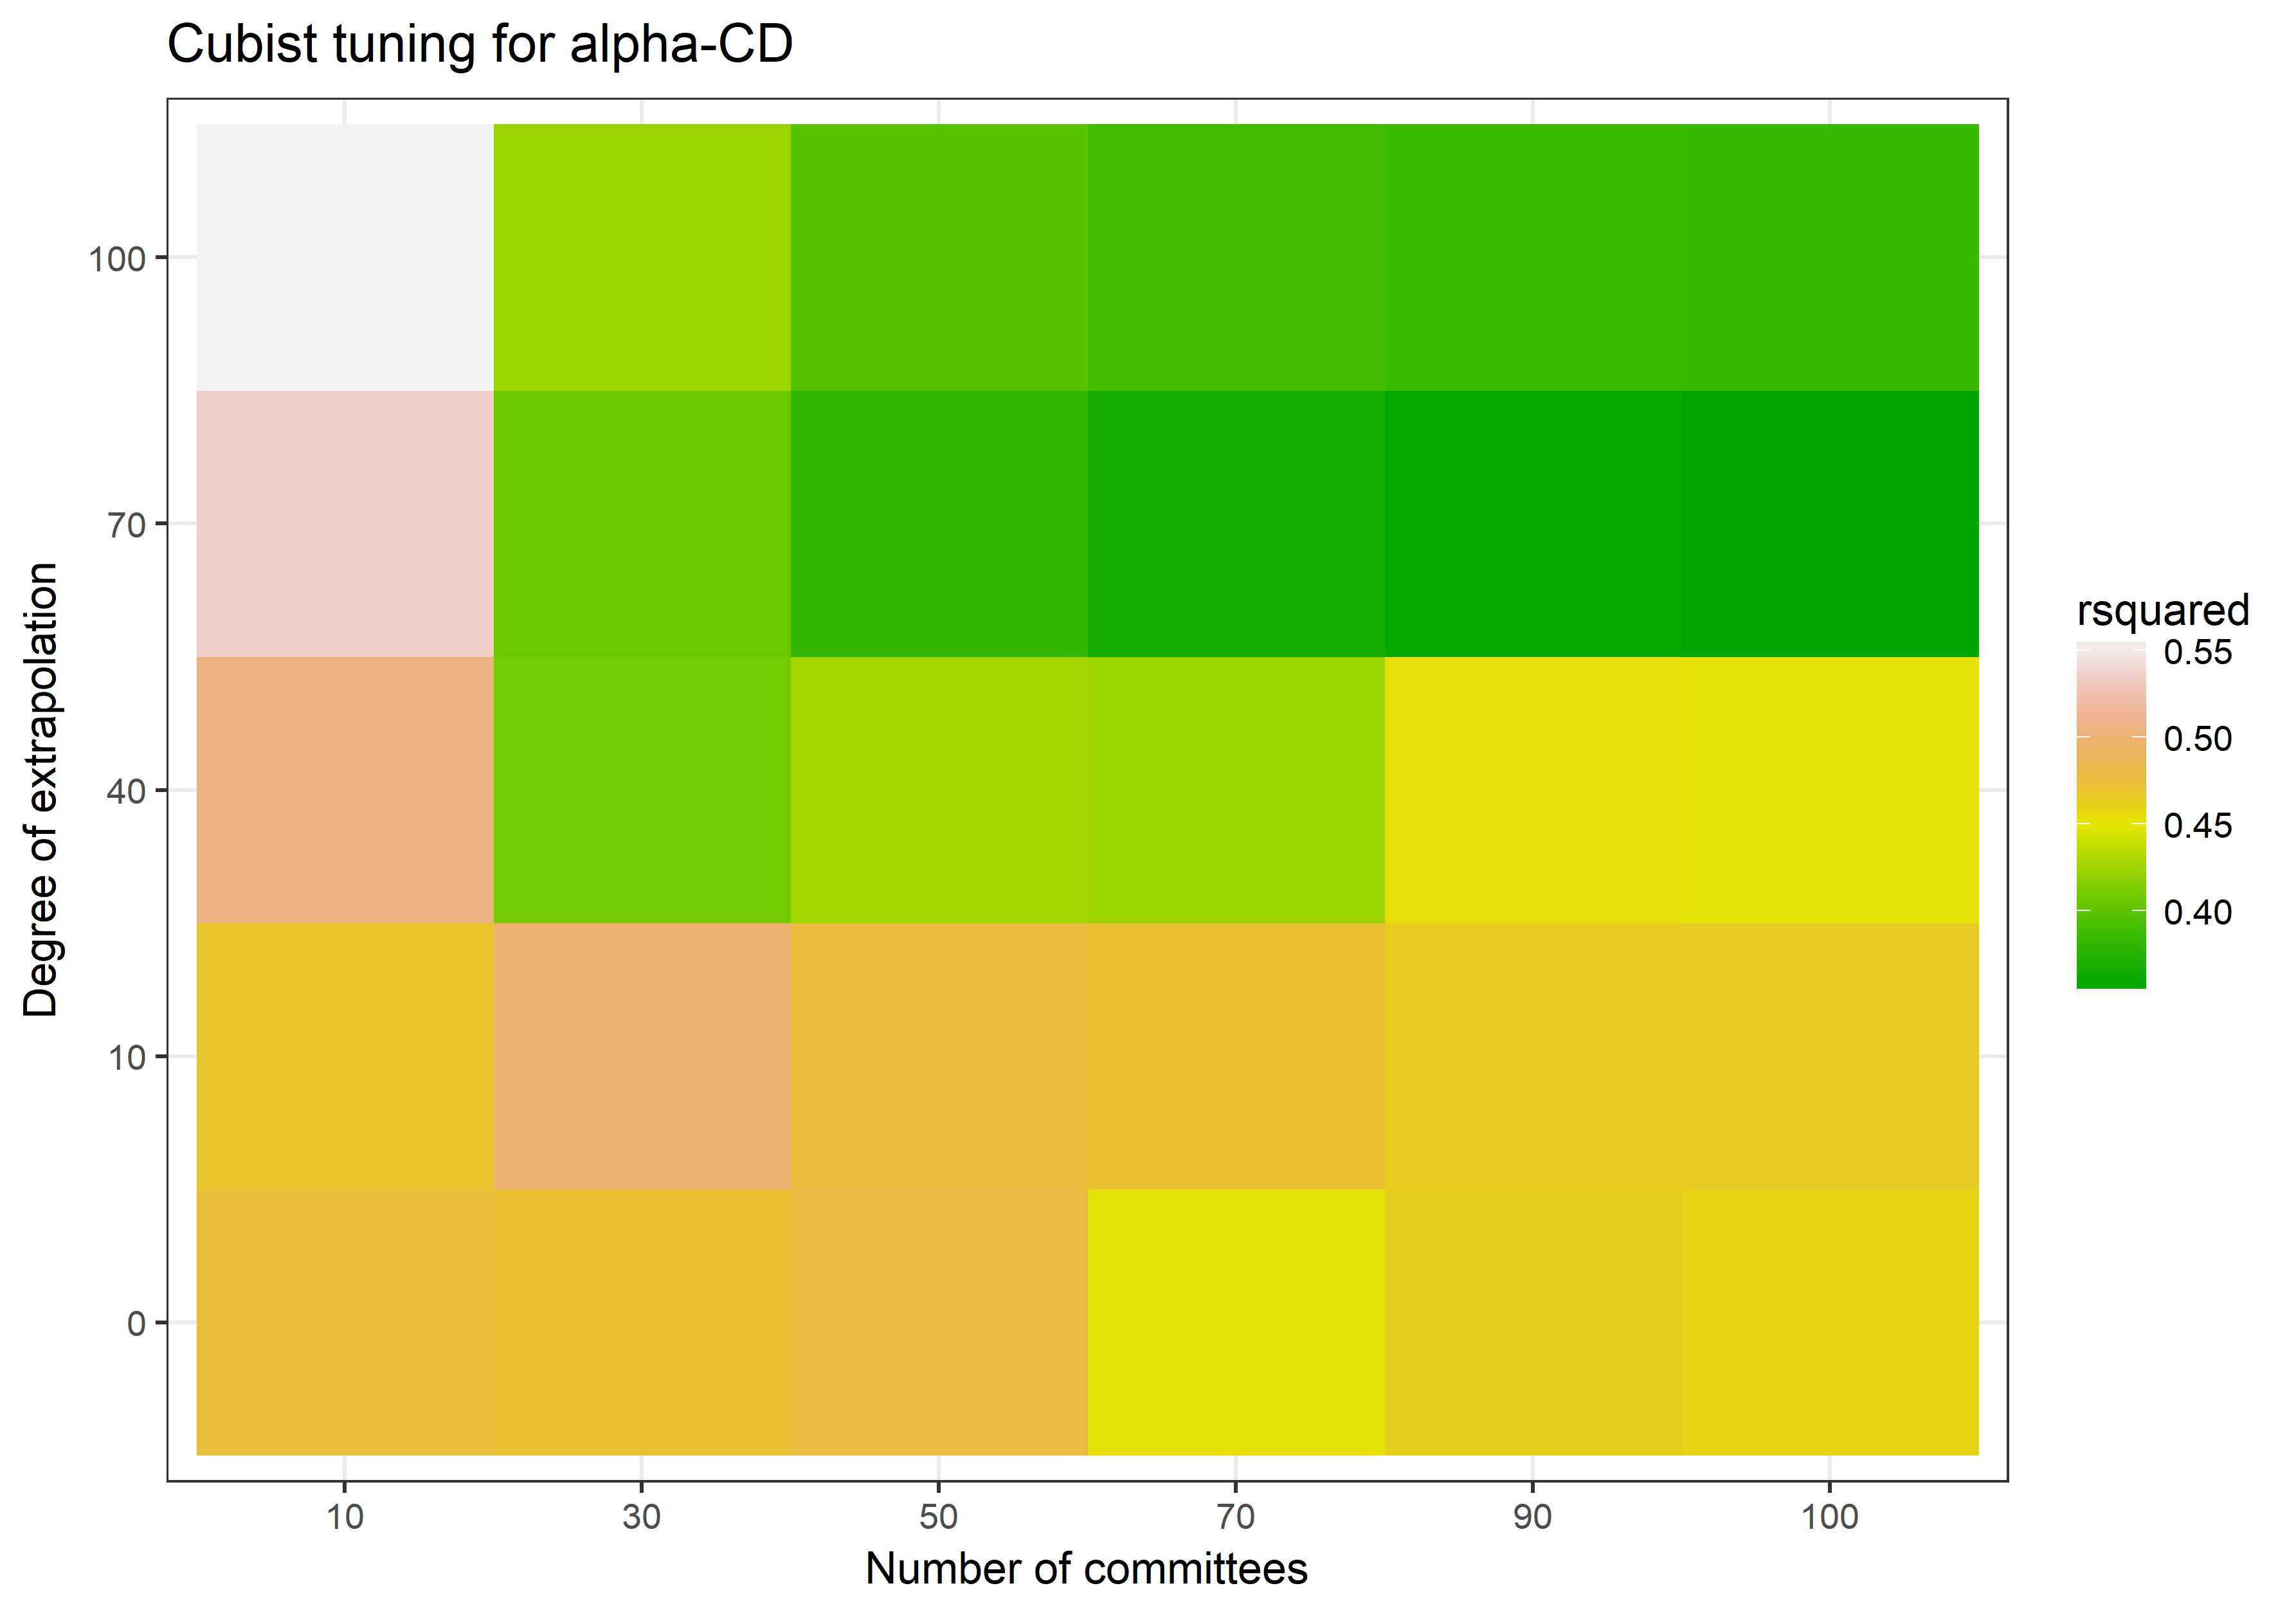 Cubist tuning for alpha-CD
Degree of extrapolation
100
70
40
10
0
10 30 50 70 90 100
Number of committees
rsquared
0.55
0.50
0.45
0.40